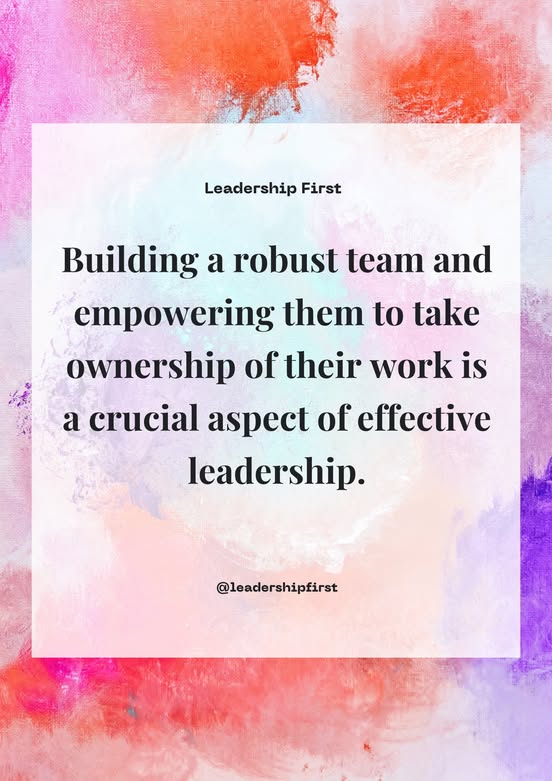 Leadership First
Building a robust team and
empowering them to take
ownership of their work is
a crucial aspect of effective
leadership.
@leadershipfirst